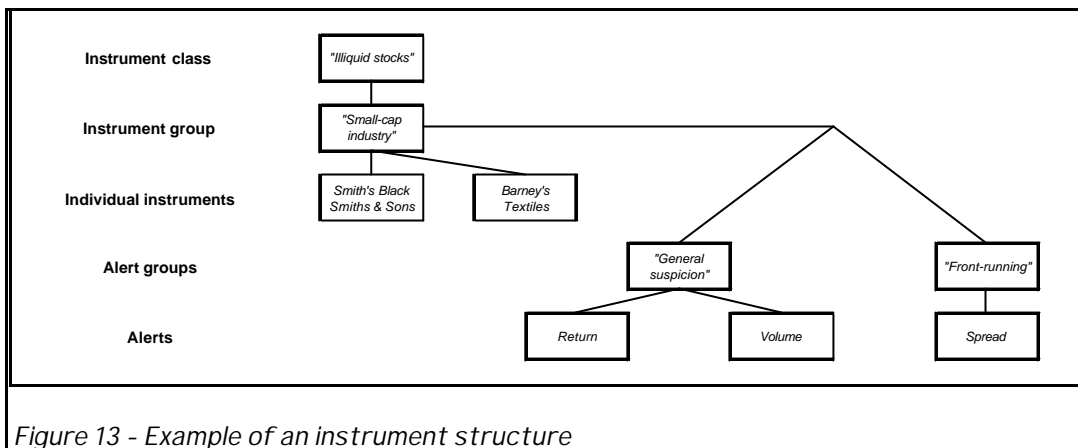 Instrument class
"Illiquid stocks"
Instrument group
"Small-cap
industry"
Individual instruments
Smith's Black
Smiths & Sons
Barney's
Textiles
Alert groups
"General
suspicion"
"Front-running"
Alerts
Return
Volume
Spread
Figure 13 - Example of an instrument structure